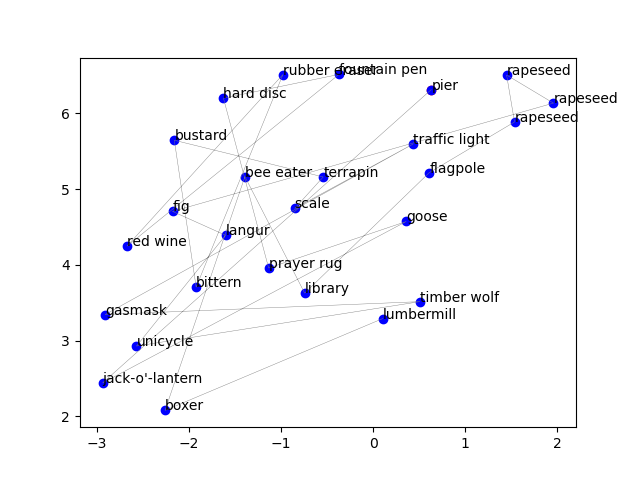 rubber eraser
fountain pen
rapeseed
hard disc
pier
rapeseed
rapeseed
6
bustard
traffic light
bee eater
terrapin
flagpole
5
fig
scale
goose
langur
red wine
4
prayer rug
bittern
library
timber wolf
gasmask
lumbermill
3
unicycle
jack-o'-lantern
boxer
2
−3 −2 −1 0 1 2